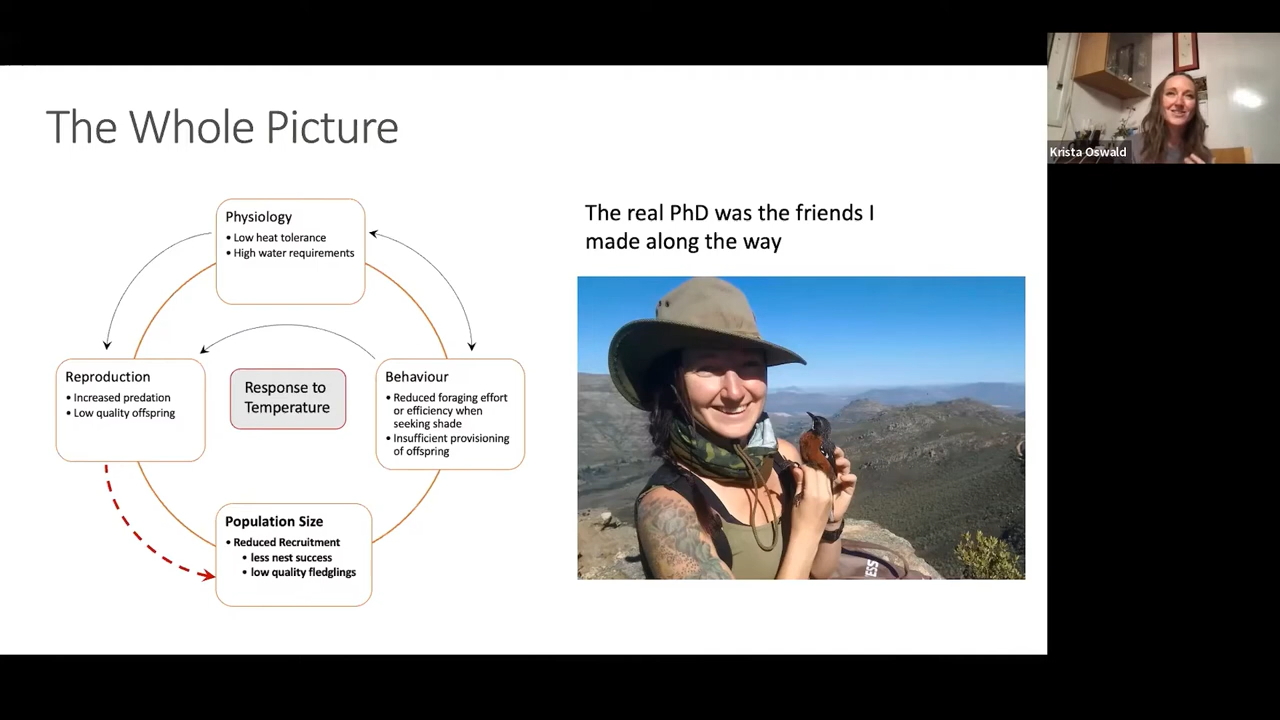 The Whole Picture
Krista Oswald
Physiology
• Low heat tolerance
• High water requirements
The real PhD was the friends I
made along the way
Reproduction
• Increased predation
• Low quality offspring
Response to
Temperature
Behaviour
• Reduced foraging effort
or efficiency when
seeking shade
• Insufficient provisioning
of offspring
Population Size
• Reduced Recruitment
• less nest success
• low quality fledglings